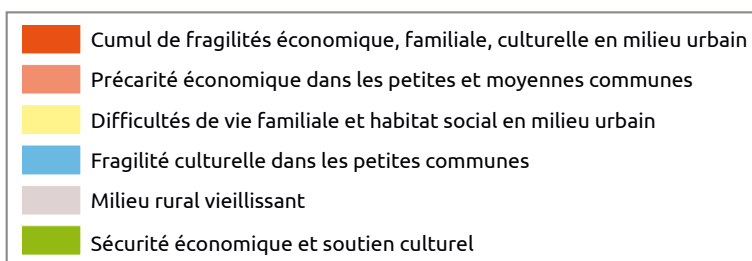 Cumul de fragilités économique, familiale, culturelle en milieu urbain
Précarité économique dans les petites et moyennes communes
Difficultés de vie familiale et habitat social en milieu urbain
Fragilité culturelle dans les petites communes
Milieu rural vieillissant
Sécurité économique et soutien culturel